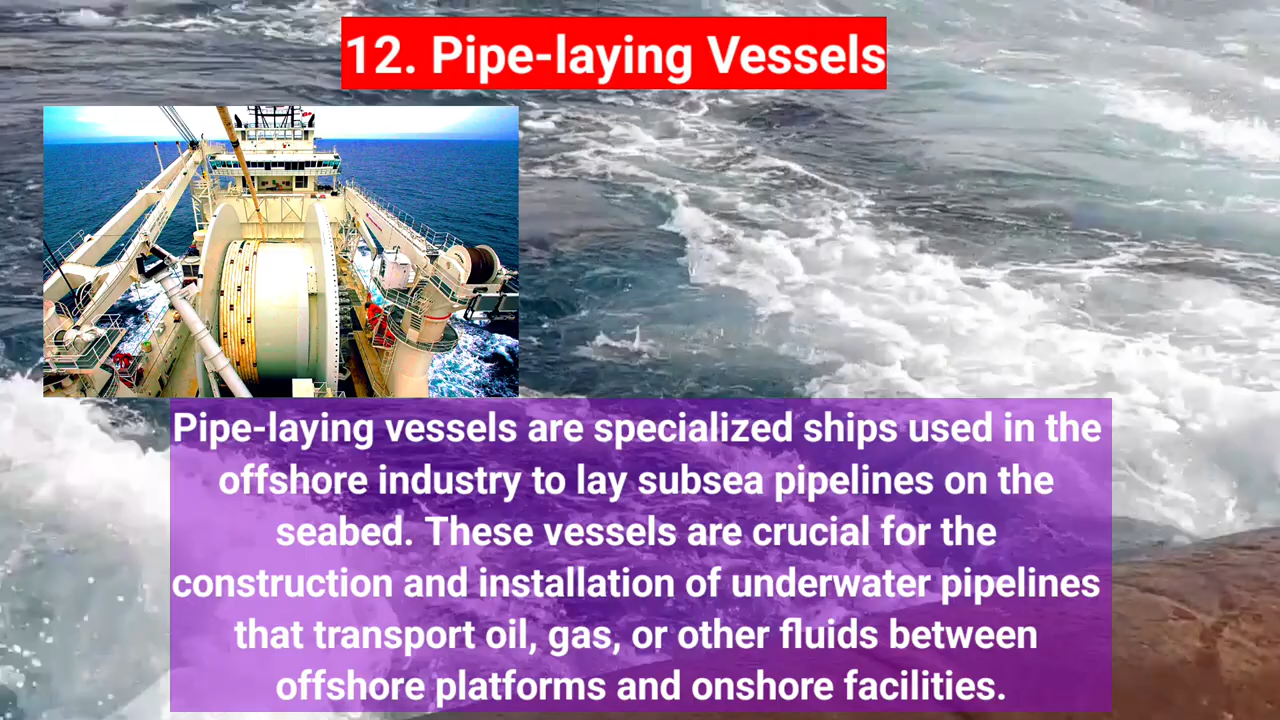 12. Pipe-laying Vessels
Pipe-laying vessels are specialized ships used in the
offshore industry to lay subsea pipelines on the
seabed. These vessels are crucial for the
construction and installation of underwater pipelines
that transport oil, gas, or other fluids between
offshore platforms and onshore facilities.